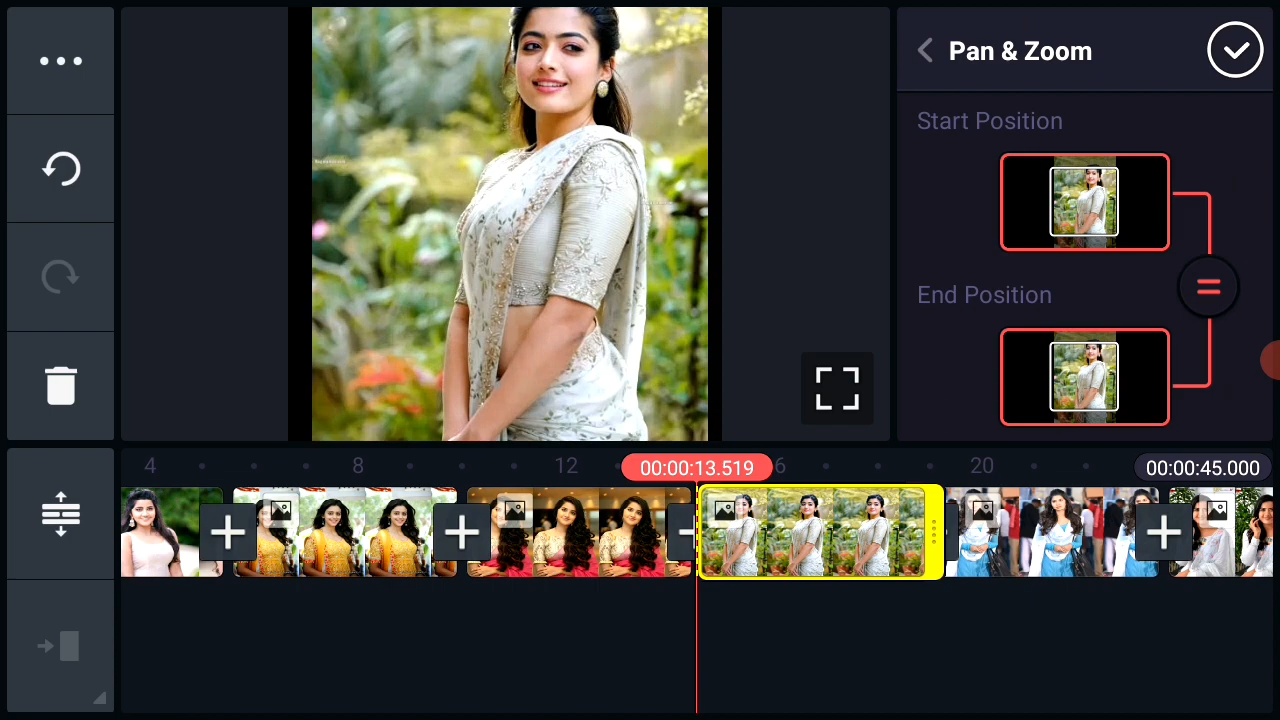 Pan & Zoom
Start Position
End Position
4
8
12
00:00:13.519
6
20
00:00:45.000